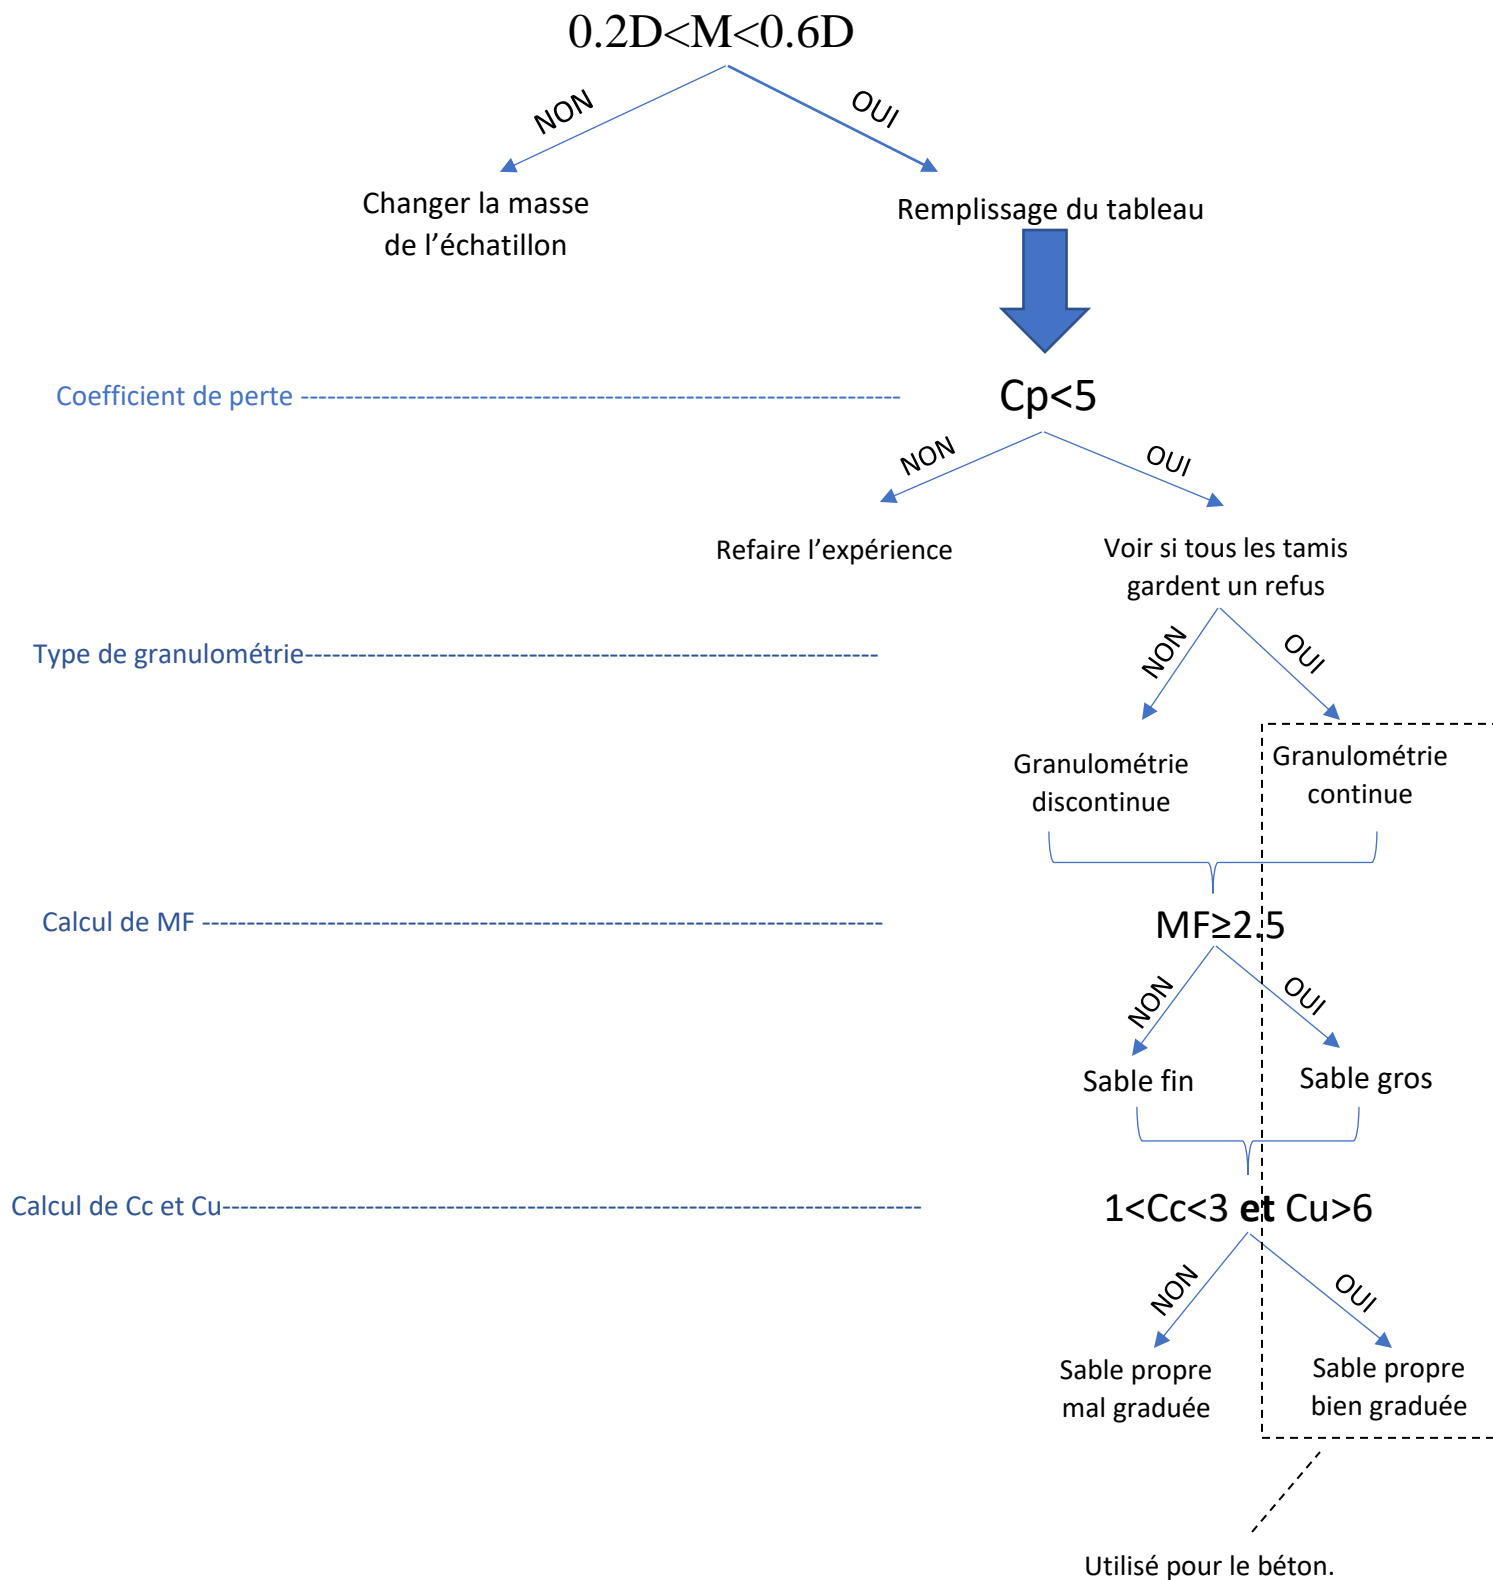 0.2D<M<0.6D
NON
OUI
Changer la masse
de l’échatillon
Remplissage du tableau
Coefficient de perte ------------------------------------------------------------------
Cp<5
NON
OUI
Refaire l’expérience
Voir si tous les tamis
gardent un refus
Type de granulométrie---------------------------------------------------------------
NON
OUI
Granulométrie
discontinue
Granulométrie
continue
Calcul de MF ---------------------------------------------------------------------------
MF≥2.5
NON
OUI
Sable fin
Sable gros
Calcul de Cc et Cu-----------------------------------------------------------------------------
1<Cc<3 et Cu>6
NON
OUI
Sable propre
mal graduée
Sable propre
bien graduée
Utilisé pour le béton.